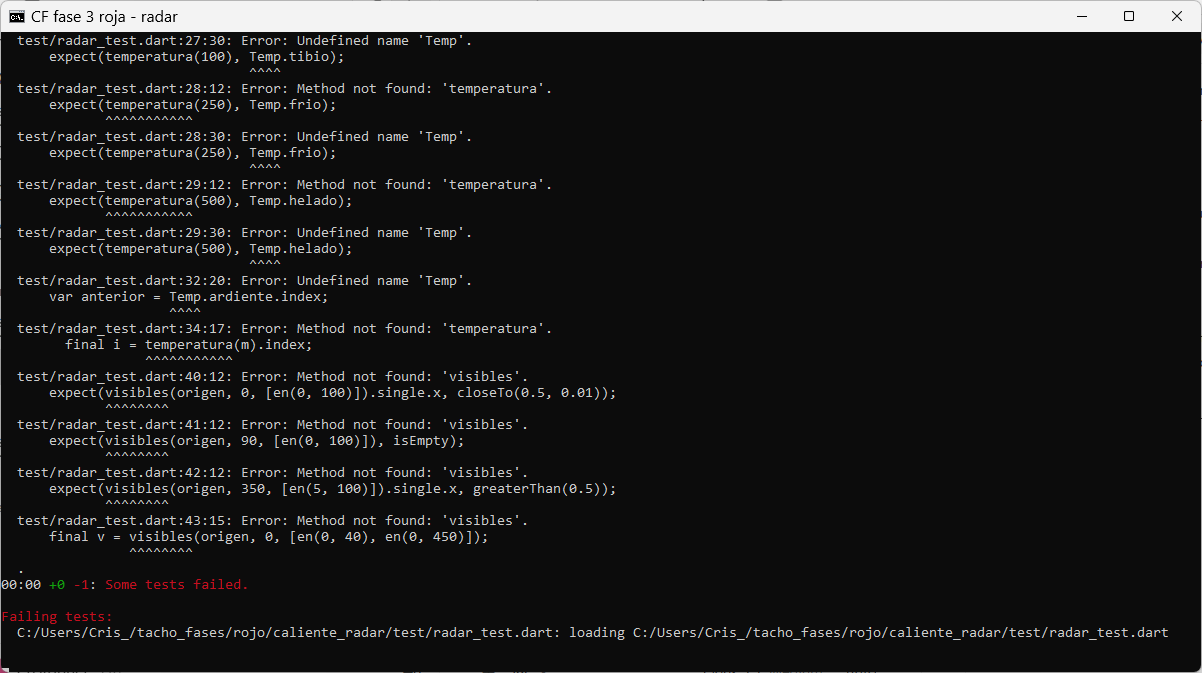 CF fase 3 roja - radar
test/radar_test.dart:27:30: Error: Undefined name 'Temp'.
expect(temperatura(100), Temp.tibio);
^^^^
test/radar_test.dart:28:12: Error: Method not found: 'temperatura'.
expect(temperatura(250), Temp.frio);
^^^^^^^^^^^
test/radar_test.dart:28:30: Error: Undefined name 'Temp'.
expect(temperatura(250), Temp.frio);
^^^^
test/radar_test.dart:29:12: Error: Method not found: 'temperatura'.
expect(temperatura(500), Temp.helado);
^^^^^^^^^^^
test/radar_test.dart:29:30: Error: Undefined name 'Temp'.
expect(temperatura(500), Temp.helado);
^^^^
test/radar_test.dart:32:20: Error: Undefined name 'Temp'.
var anterior = Temp.ardiente.index;
^^^^
test/radar_test.dart:34:17: Error: Method not found: 'temperatura'.
final i = temperatura(m).index;
^^^^^^^^^^^
test/radar_test.dart:40:12: Error: Method not found: 'visibles'.
expect(visibles(origen, 0, [en(0, 100)]).single.x, closeTo(0.5, 0.01));
^^^^^^^^
test/radar_test.dart:41:12: Error: Method not found: 'visibles'.
expect(visibles(origen, 90, [en(0, 100)]), isEmpty);
^^^^^^^^
test/radar_test.dart:42:12: Error: Method not found: 'visibles'.
expect(visibles(origen, 350, [en(5, 100)]).single.x, greaterThan(0.5));
^^^^^^^^
test/radar_test.dart:43:15: Error: Method not found: 'visibles'.
final v = visibles(origen, 0, [en(0, 40), en(0, 450)]);
^^^^^^^^
.
00:00 +0 -1: Some tests failed.
Failing tests:
C:/Users/Cris_/tacho_fases/rojo/caliente_radar/test/radar_test.dart: loading C:/Users/Cris_/tacho_fases/rojo/caliente_radar/test/radar_test.dart